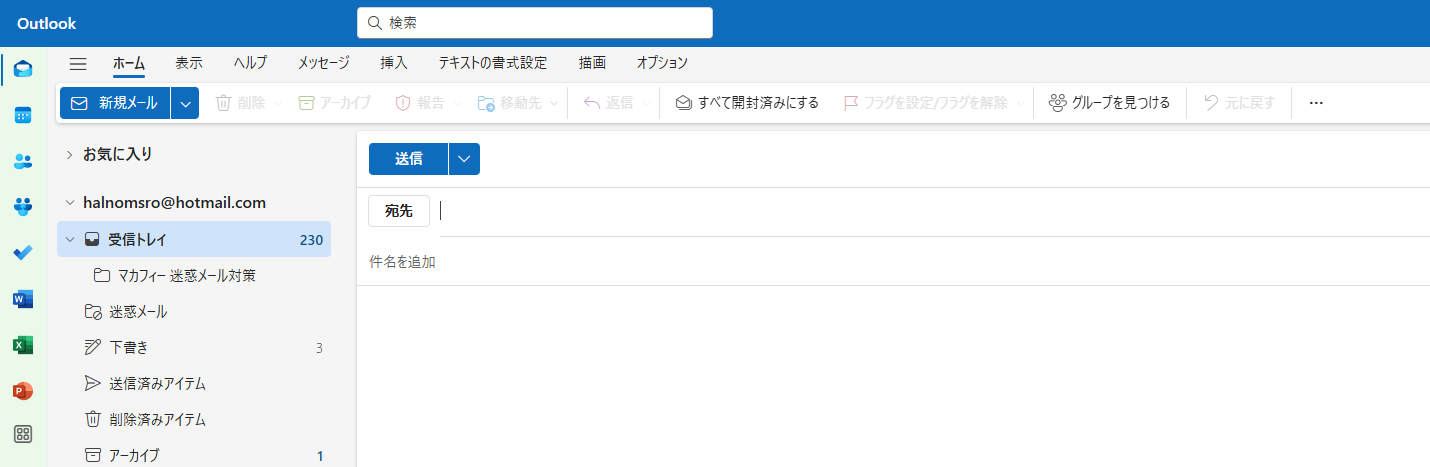 Outlook
検索
ホーム 表示 ヘルプ メッセージ 挿入 テキストの書式設定 描画 オプション
新規メール 削除 アーカイブ 報告 移動先 返信 すべて開封済みにする フラグを設定/フラグを解除 グループを見つける 元に戻す ...
お気に入り
halnomsro@hotmail.com
受信トレイ 230
マカフィー 迷惑メール対策
迷惑メール
下書き 3
送信済みアイテム
削除済みアイテム
アーカイブ 1
送信
宛先
件名を追加